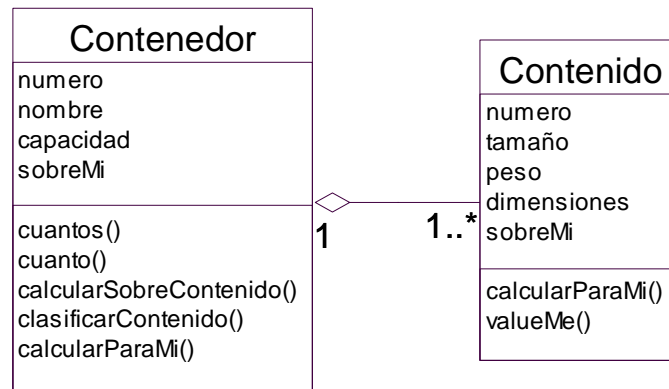 Contenedor
numero
nombre
capacidad
sobreMi
cuantos()
cuanto()
calcularSobreContenido()
clasificarContenido()
calcularParaMi()
1
1..*
Contenido
numero
tamaño
peso
dimensiones
sobreMi
calcularParaMi()
valueMe()